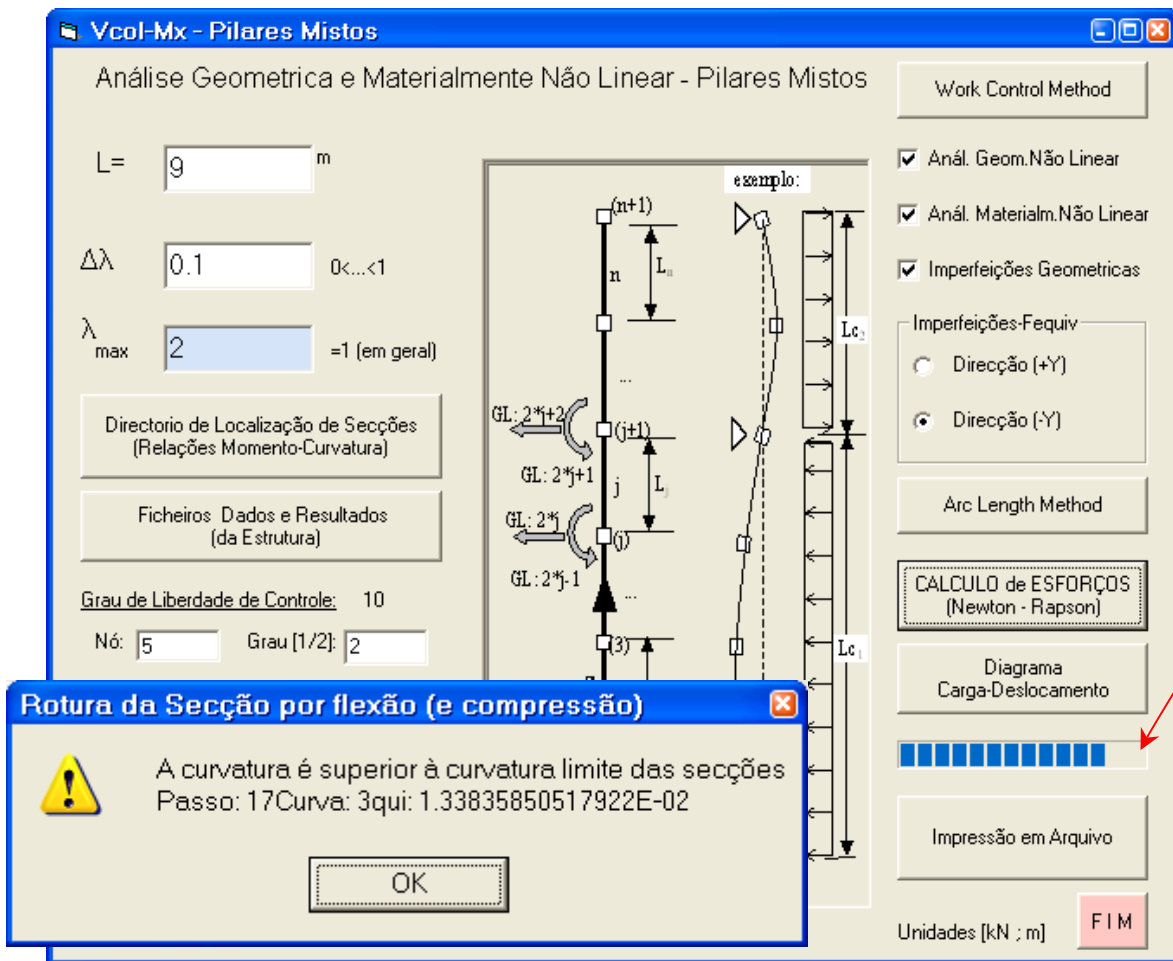 Vcol-Mx - Pilares Mistos
Análise Geometrica e Materialmente Não Linear - Pilares Mistos
L=
9
m
Δλ
0.1
0<...<1
λ
max
2
=1 (em geral)
Directorio de Localização de Secções
(Relações Momento-Curvatura)
Ficheiros Dados e Resultados
(da Estrutura)
Grau de Liberdade de Controle: 10
Nó: 5 Grau [1/2]: 2
exemplo:
(n+1)
n
Ln
Lc2
...
GL: 2*j+2
(j+1)
GL: 2*j+1
j
Lj
GL: 2*j
(j)
GL: 2*j-1
...
(3)
Lc1
Work Control Method
Anál. Geom.Não Linear
Anál. Materialm.Não Linear
Imperfeições Geometricas
Imperfeições-Fequiv
Direcção (+Y)
Direcção (-Y)
Arc Length Method
CALCULO de ESFORÇOS
(Newton - Rapson)
Diagrama
Carga-Deslocamento
Impressão em Arquivo
Unidades [kN ; m]
FIM
Rotura da Secção por flexão (e compressão)
A curvatura é superior à curvatura limite das secções
Passo: 17Curva: 3qui: 1.33835850517922E-02
OK